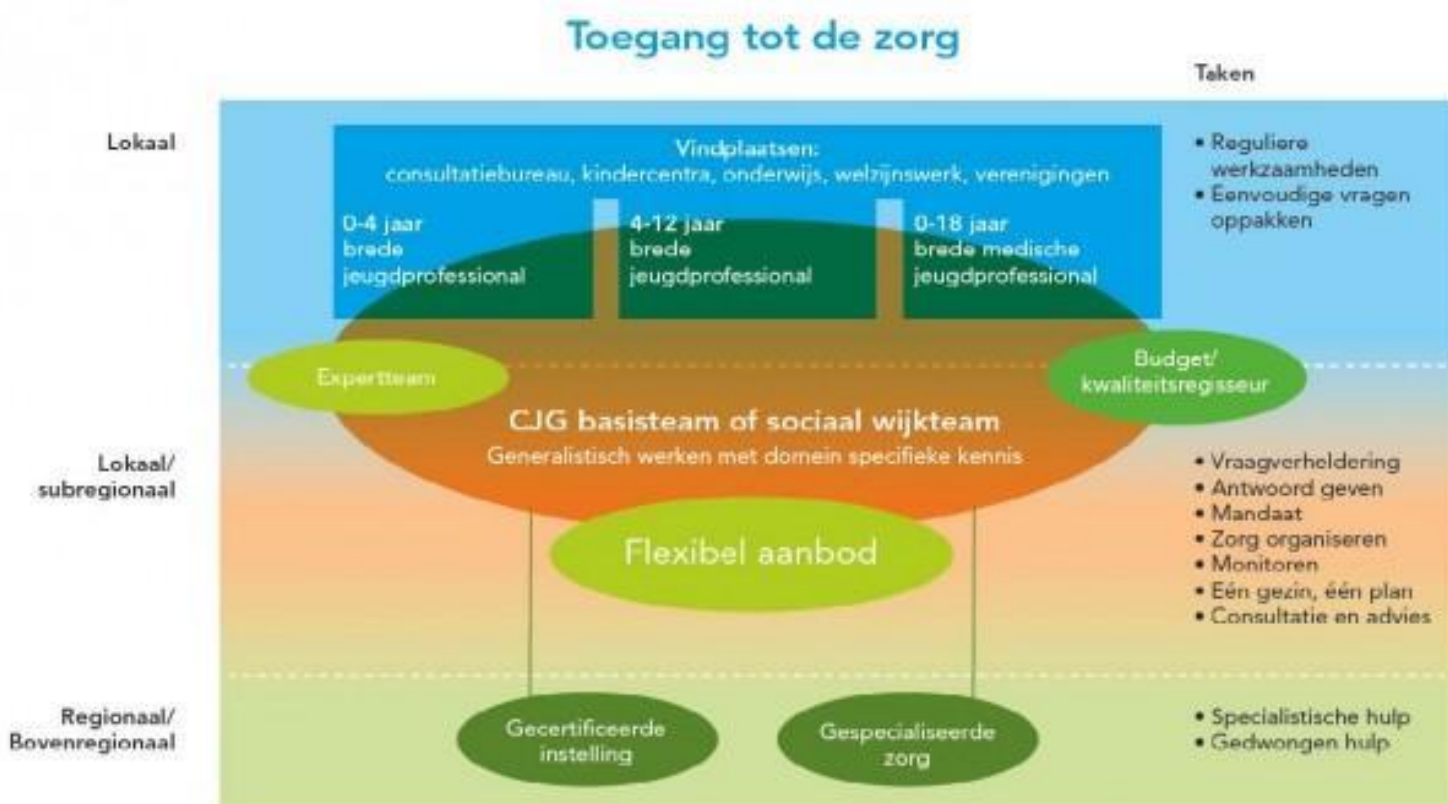 Toegang tot de zorg
Taken
Lokaal
Vindplaatsen:
consultatiebureau, kindercentra, onderwijs, welzijnswerk, verenigingen
0-4 jaar
brede
jeugdprofessional
4-12 jaar
brede
jeugdprofessional
0-18 jaar
brede medische
jeugdprofessional
• Reguliere
werkzaamheden
• Eenvoudige vragen
oppakken
Expertteam
Budget/
kwaliteitsregisseur
CJG basisteam of sociaal wijkteam
Generalistisch werken met domein specifieke kennis
Lokaal/
subregionaal
Flexibel aanbod
• Vraagverheldering
• Antwoord geven
• Mandaat
• Zorg organiseren
• Monitoren
• Eén gezin, één plan
• Consultatie en advies
Regionaal/
Bovenregionaal
Gecertificeerde
instelling
Gespecialiseerde
zorg
• Specialistische hulp
• Gedwongen hulp